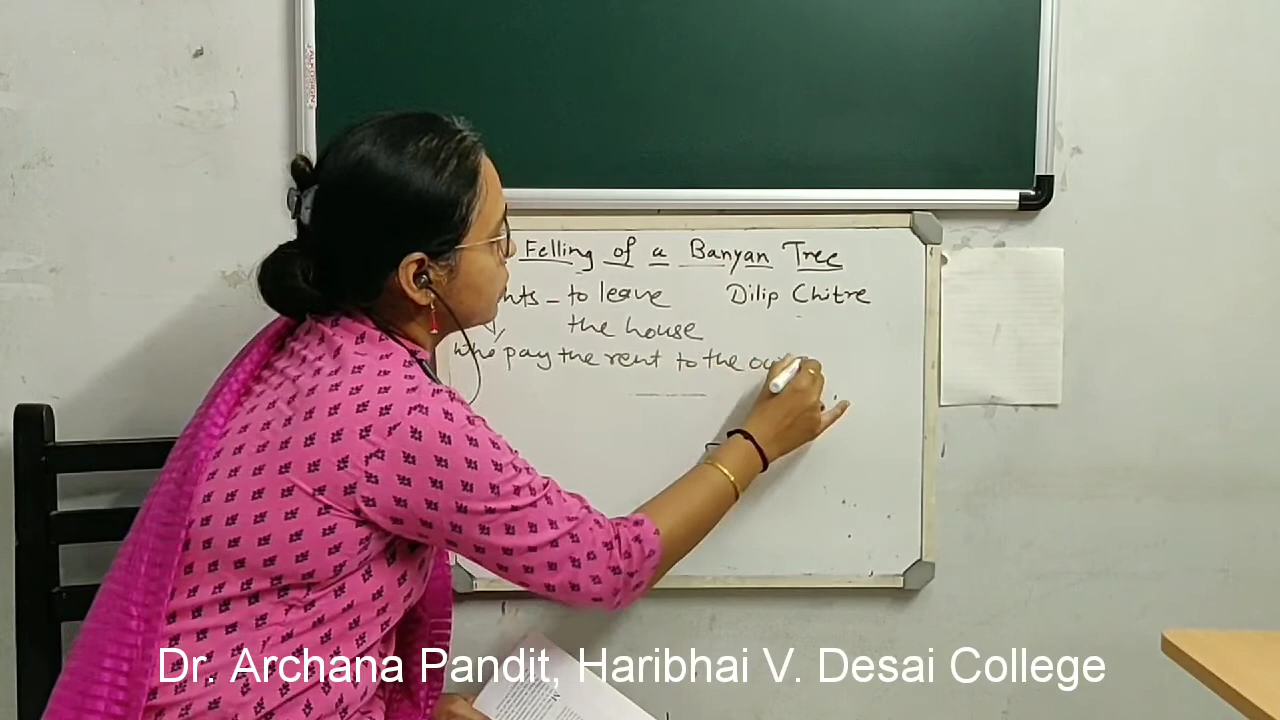 Felling of a Banyan Tree
nts - to leave Dilip Chitre
the house
who pay the rent to the
Dr. Archana Pandit, Haribhai V. Desai College